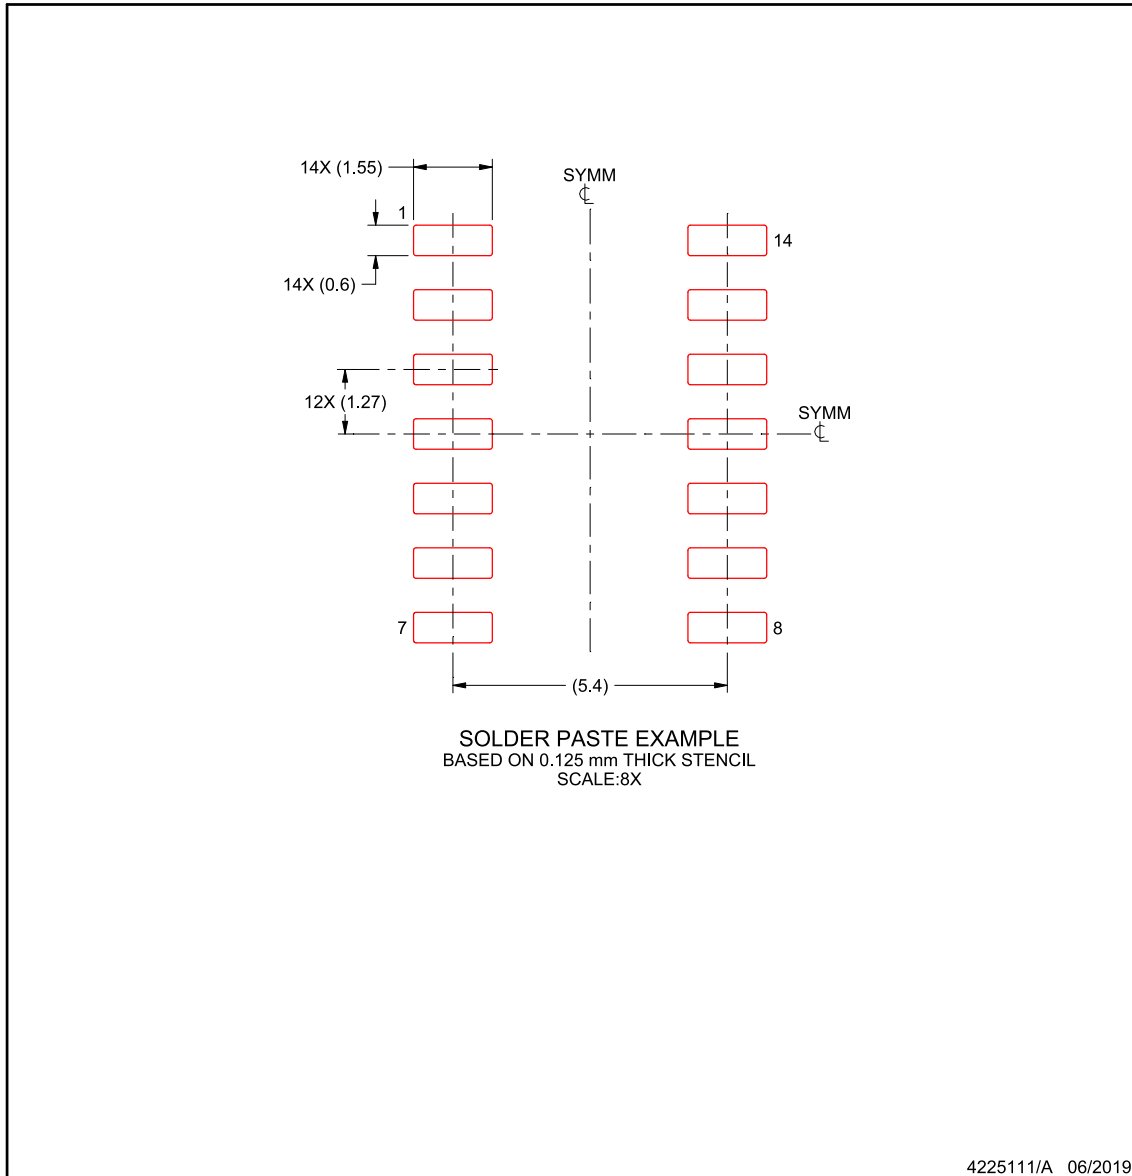 14X (1.55)
SYMM
℄
1
14
14X (0.6)
12X (1.27)
SYMM
℄
7
8
(5.4)
SOLDER PASTE EXAMPLE
BASED ON 0.125 mm THICK STENCIL
SCALE:8X
4225111/A 06/2019